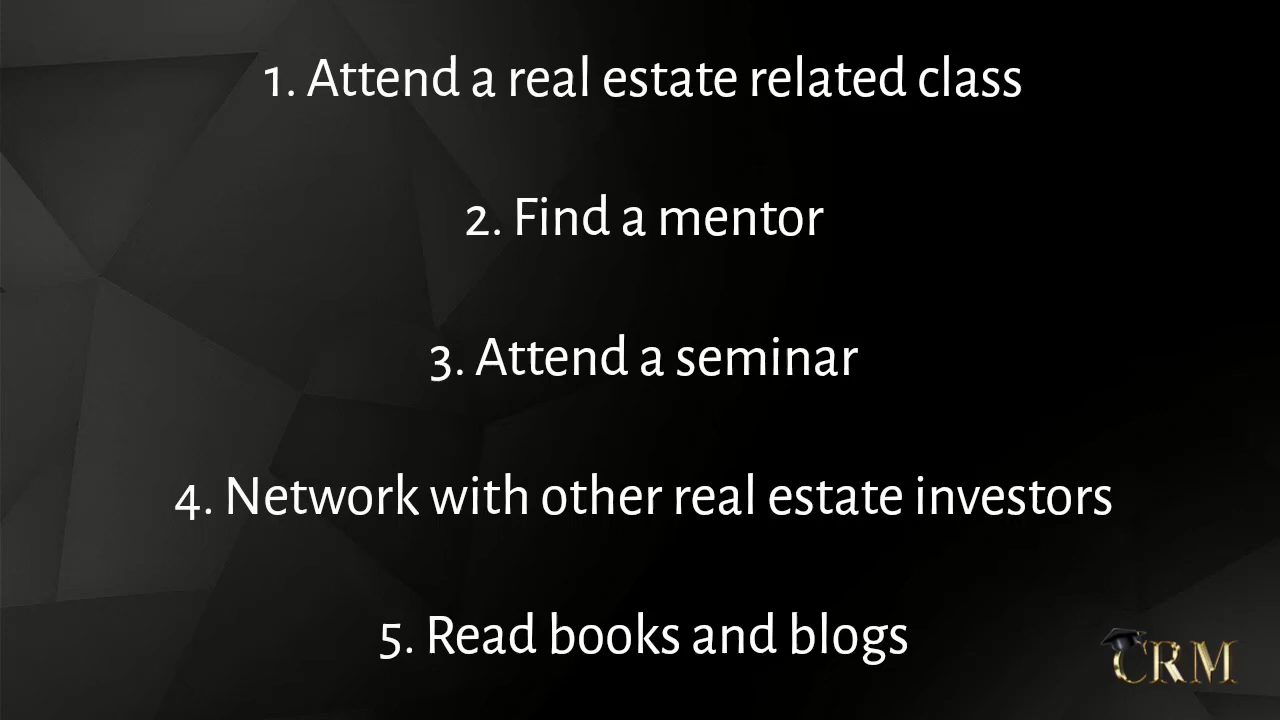 1. Attend a real estate related class
2. Find a mentor
3. Attend a seminar
4. Network with other real estate investors
5. Read books and blogs
CRM